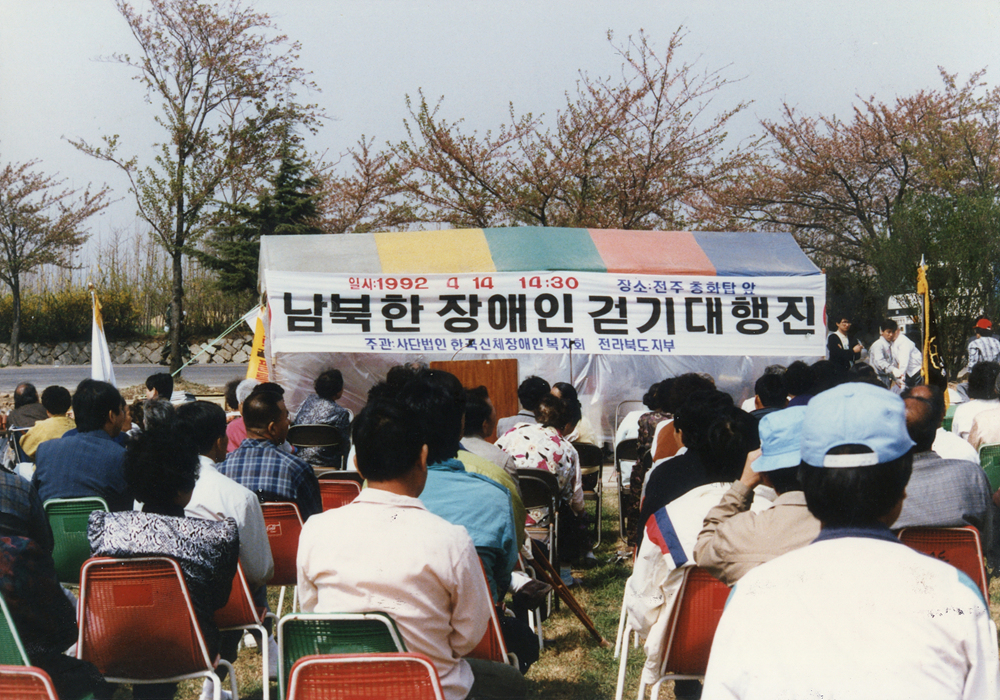 일시:1992 4 14 14:30 장소:전주 총화탑 앞
남북한 장애인 걷기대행진
주관:사단법인 한국신체장애인복지회 전라북도지부